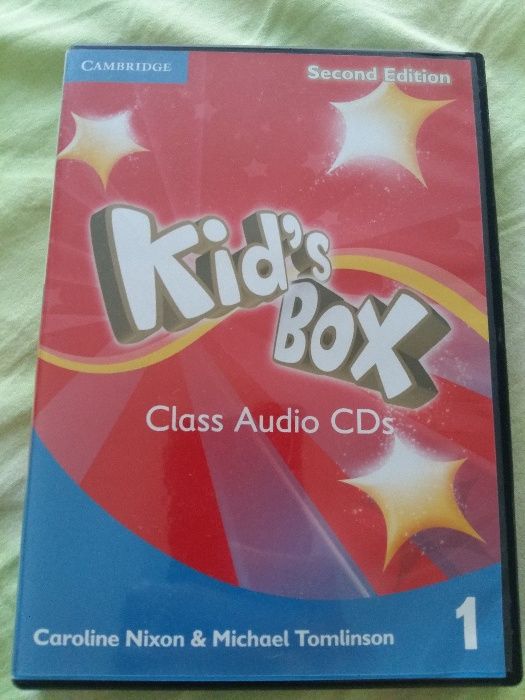 CAMBRIDGE
Second Edition
Kid's
BOX
Class Audio CDs
Caroline Nixon & Michael Tomlinson
1